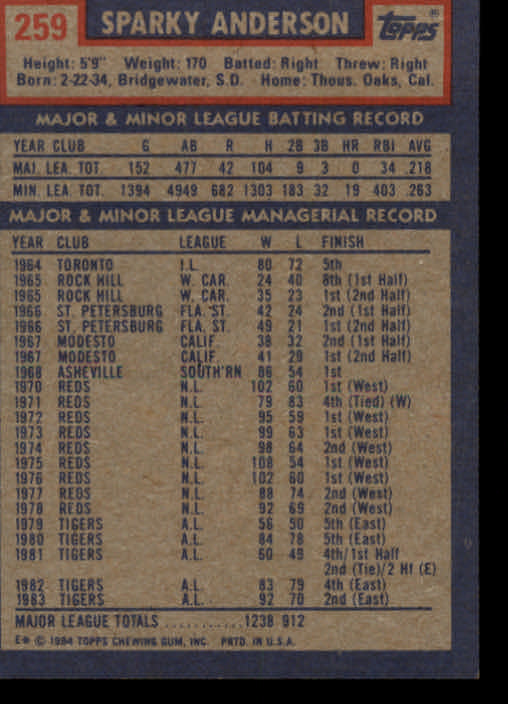 259 SPARKY ANDERSON Topps®
Height: 5'9" Weight: 170 Batted: Right Threw: Right
Born: 2-22-34, Bridgewater, S.D. · Home: Thous. Oaks, Cal.
MAJOR & MINOR LEAGUE BATTING RECORD
YEAR CLUB G AB R H 2B 3B HR RBI AVG
MAJ. LEA. TOT. 152 477 42 104 9 3 0 34 .218
MIN. LEA. TOT. 1394 4949 682 1303 183 32 19 403 .263
MAJOR & MINOR LEAGUE MANAGERIAL RECORD
YEAR CLUB LEAGUE W L FINISH
1964 TORONTO I.L. 80 72 5th
1965 ROCK HILL W. CAR. 24 40 8th (1st Half)
1965 ROCK HILL W. CAR. 35 23 1st (2nd Half)
1966 ST. PETERSBURG FLA. ST. 42 24 2nd (1st Half)
1966 ST. PETERSBURG FLA. ST. 49 21 1st (2nd Half)
1967 MODESTO CALIF. 38 32 2nd (1st Half)
1967 MODESTO CALIF. 41 29 1st (2nd Half)
1968 ASHEVILLE SOUTH'RN 86 54 1st
1970 REDS N.L. 102 60 1st (West)
1971 REDS N.L. 79 83 4th (Tied) (W)
1972 REDS N.L. 95 59 1st (West)
1973 REDS N.L. 99 63 1st (West)
1974 REDS N.L. 98 64 2nd (West)
1975 REDS N.L. 108 54 1st (West)
1976 REDS N.L. 102 60 1st (West)
1977 REDS N.L. 88 74 2nd (West)
1978 REDS N.L. 92 69 2nd (West)
1979 TIGERS A.L. 56 50 5th (East)
1980 TIGERS A.L. 84 78 5th (East)
1981 TIGERS A.L. 60 49 4th/1st Half
2nd (Tie)/2 Hf (E)
1982 TIGERS A.L. 83 79 4th (East)
1983 TIGERS A.L. 92 70 2nd (East)
MAJOR LEAGUE TOTALS ........... 1238 912
E* © 1984 TOPPS CHEWING GUM, INC. PRTD. IN U.S.A.